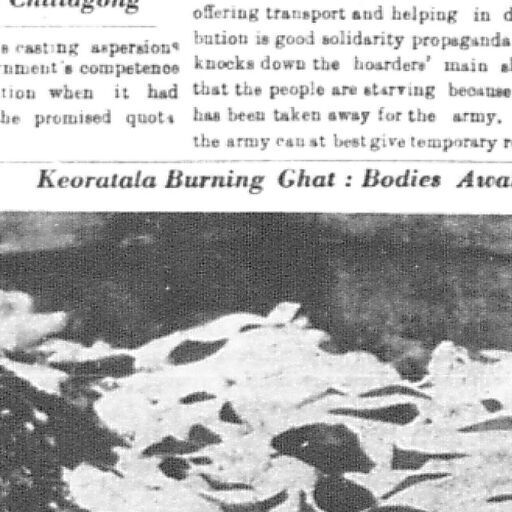 Chittagong
s casting aspersions
rnment's competence
tion when it had
he promised quota
offering transport and helping in d
bution is good solidarity propaganda
knocks down the hoarders' main
that the people are starving because
has been taken away for the army.
the army can at best give temporary r
Keoratala Burning Ghat : Bodies Awa